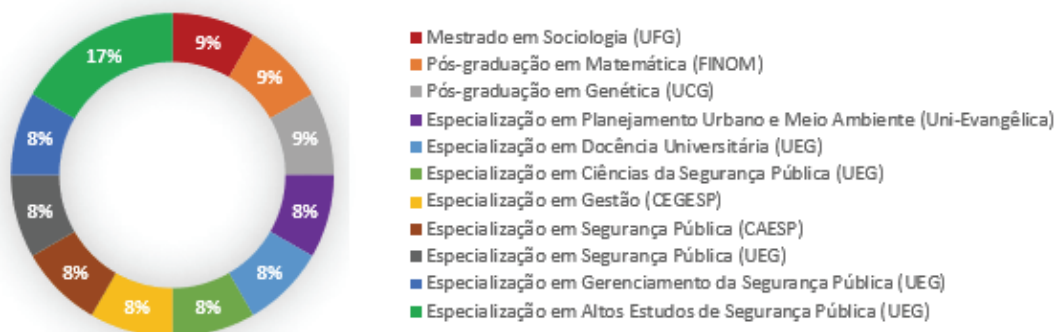 17%
9%
9%
9%
8%
8%
8%
8%
8%
8%
8%
Mestrado em Sociologia (UFG)
Pós-graduação em Matemática (FINOM)
Pós-graduação em Genética (UCG)
Especialização em Planejamento Urbano e Meio Ambiente (Uni-Evangêlica)
Especialização em Docência Universitária (UEG)
Especialização em Ciências da Segurança Pública (UEG)
Especialização em Gestão (CEGESP)
Especialização em Segurança Pública (CAESP)
Especialização em Segurança Pública (UEG)
Especialização em Gerenciamento da Segurança Pública (UEG)
Especialização em Altos Estudos de Segurança Pública (UEG)